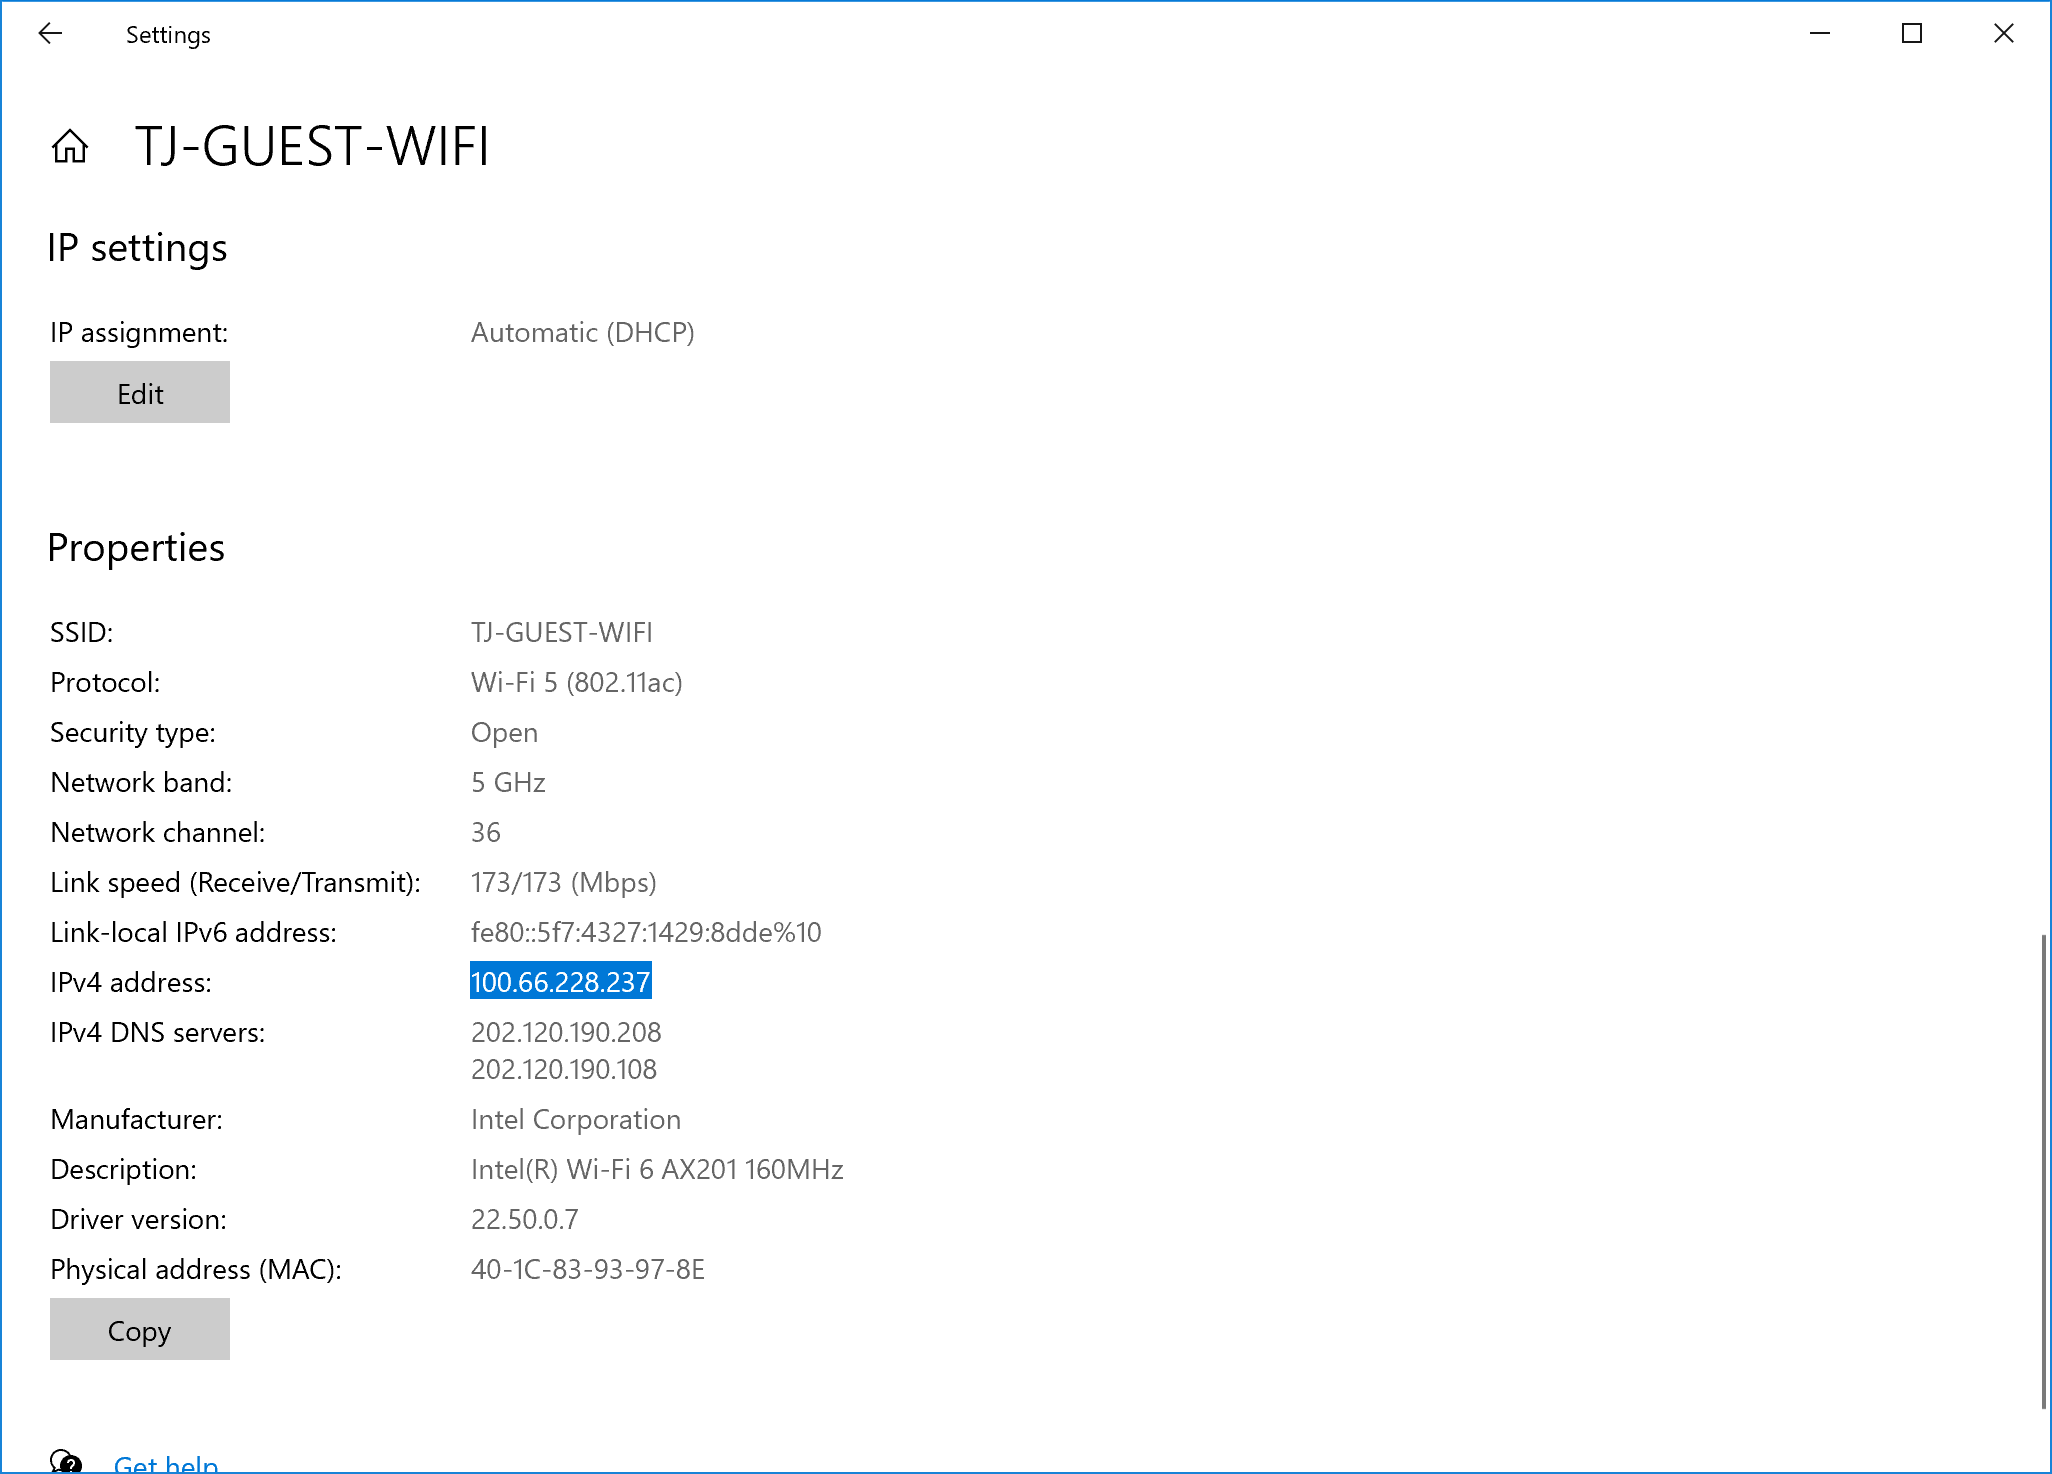 Settings
TJ-GUEST-WIFI
IP settings
IP assignment: Automatic (DHCP)
Edit
Properties
SSID: TJ-GUEST-WIFI
Protocol: Wi-Fi 5 (802.11ac)
Security type: Open
Network band: 5 GHz
Network channel: 36
Link speed (Receive/Transmit): 173/173 (Mbps)
Link-local IPv6 address: fe80::5f7:4327:1429:8dde%10
IPv4 address: 100.66.228.237
IPv4 DNS servers: 202.120.190.208
202.120.190.108
Manufacturer: Intel Corporation
Description: Intel(R) Wi-Fi 6 AX201 160MHz
Driver version: 22.50.0.7
Physical address (MAC): 40-1C-83-93-97-8E
Copy
Get help